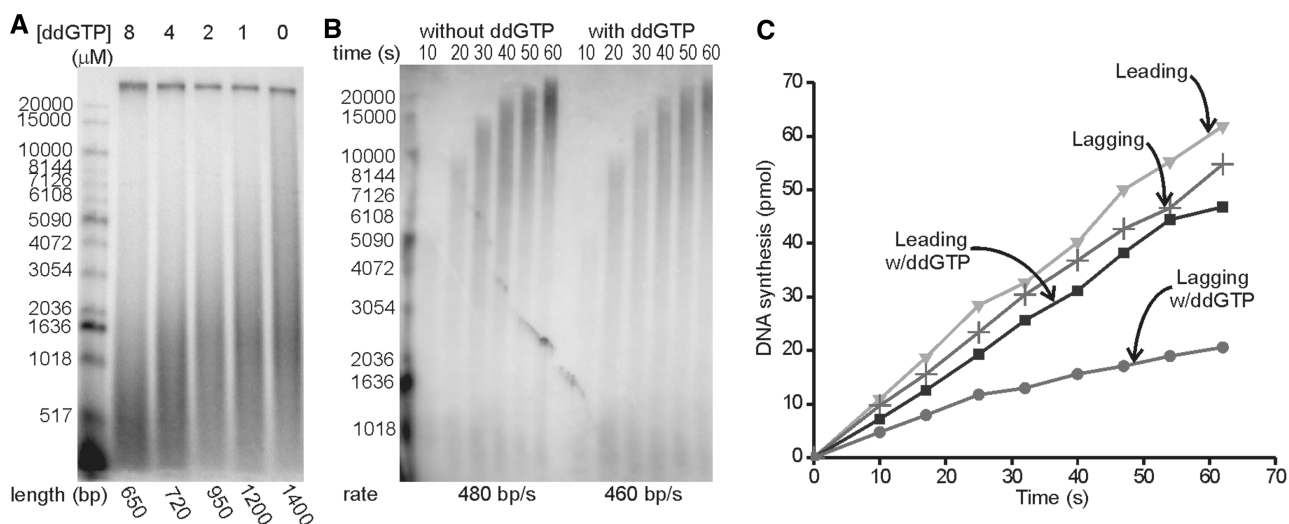 A
[ddGTP] 8 4 2 1 0
(μM)
20000
15000
10000
8144
7126
6108
5090
4072
3054
2036
1636
1018
517
length (bp) 650 720 950 1200 1400
B
without ddGTP with ddGTP
time (s) 10 20 30 40 50 60 10 20 30 40 50 60
20000
15000
10000
8144
7126
6108
5090
4072
3054
2036
1636
1018
rate 480 bp/s 460 bp/s
C
70
60
50
40
30
20
10
0
DNA synthesis (pmol)
Leading
Lagging
Leading
w/ddGTP
Lagging
w/ddGTP
0 10 20 30 40 50 60 70
Time (s)